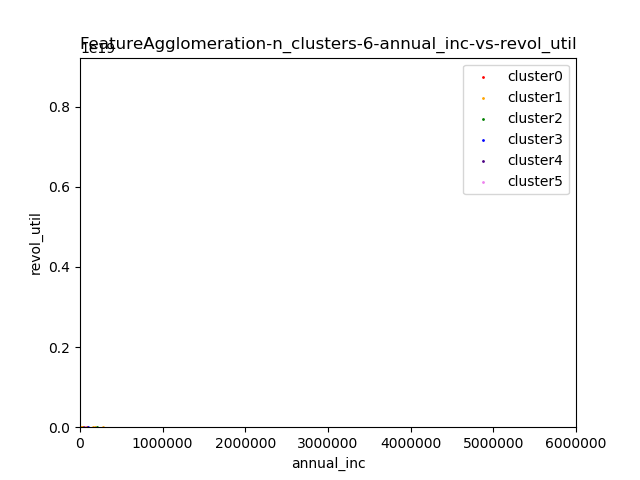 FeatureAgglomeration-n_clusters-6-annual_inc-vs-revol_util
1e19
cluster0
cluster1
cluster2
cluster3
cluster4
cluster5
0.8
0.6
0.4
0.2
0.0
revol_util
0
1000000
2000000
3000000
4000000
5000000
6000000
annual_inc